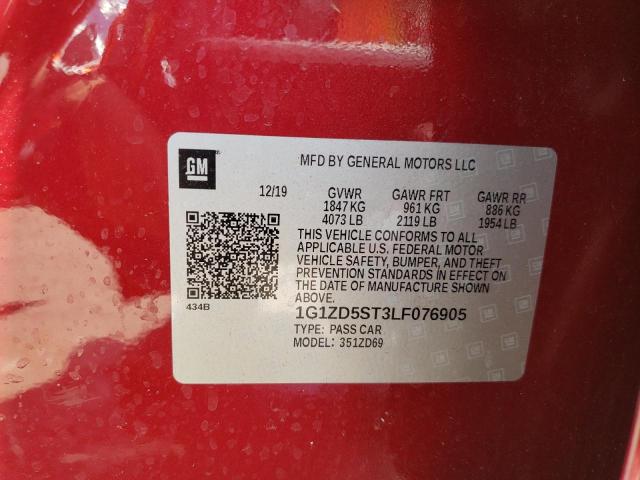 GM
MFD BY GENERAL MOTORS LLC
12/19 GVWR GAWR FRT GAWR RR
1847 KG 961 KG 886 KG
4073 LB 2119 LB 1954 LB
THIS VEHICLE CONFORMS TO ALL
APPLICABLE U.S. FEDERAL MOTOR
VEHICLE SAFETY, BUMPER, AND THEFT
PREVENTION STANDARDS IN EFFECT ON
THE DATE OF MANUFACTURE SHOWN
ABOVE.
434B
1G1ZD5ST3LF076905
TYPE: PASS CAR
MODEL: 351ZD69